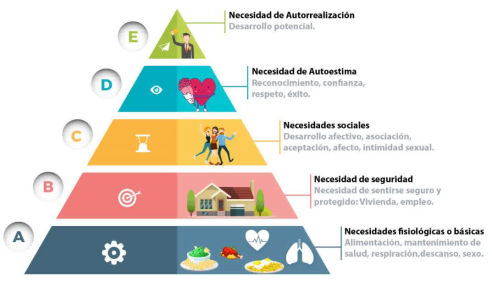 E
Necesidad de Autorrealización
Desarrollo potencial.
D
Necesidad de Autoestima
Reconocimiento, confianza,
respeto, éxito.
C
Necesidades sociales
Desarrollo afectivo, asociación,
aceptación, afecto, intimidad sexual.
B
Necesidad de seguridad
Necesidad de sentirse seguro y
protegido: Vivienda, empleo.
A
Necesidades fisiológicas o básicas
Alimentación, mantenimiento de
salud, respiración,descanso, sexo.